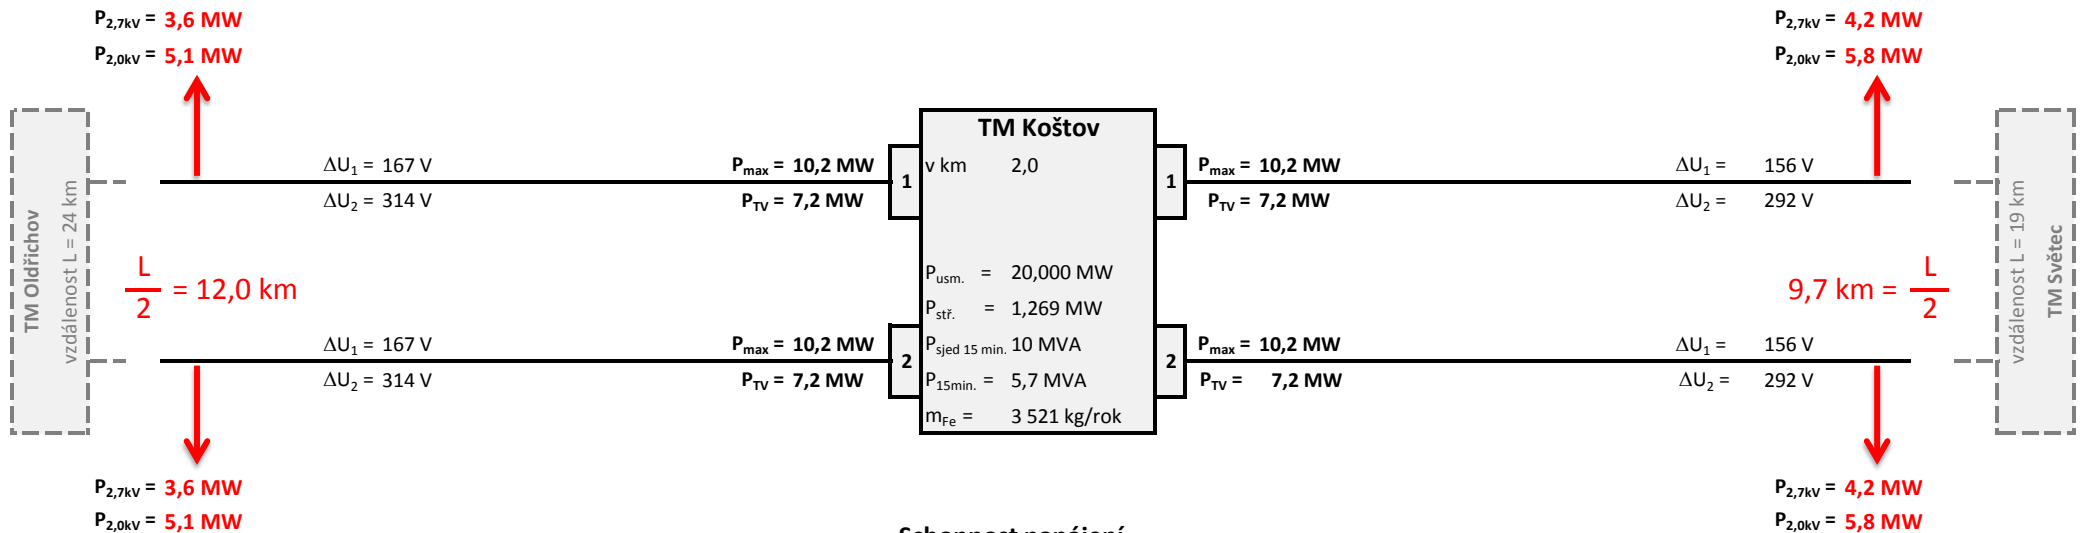 P2,7kV = 3,6 MW
P2,0kV = 5,1 MW
P2,7kV = 4,2 MW
P2,0kV = 5,8 MW
TM Oldřichov
vzdálenost L = 24 km
ΔU1 = 167 V
ΔU2 = 314 V
Pmax = 10,2 MW
PTV = 7,2 MW
1
TM Koštov
v km 2,0
1
Pmax = 10,2 MW
PTV = 7,2 MW
ΔU1 = 156 V
ΔU2 = 292 V
vzdálenost L = 19 km
TM Světec
L
2
= 12,0 km
Pusm. = 20,000 MW
Pstř. = 1,269 MW
Psjed 15 min. 10 MVA
P15min. = 5,7 MVA
mFe = 3 521 kg/rok
9,7 km =
L
2
ΔU1 = 167 V
ΔU2 = 314 V
Pmax = 10,2 MW
PTV = 7,2 MW
2
2
Pmax = 10,2 MW
PTV = 7,2 MW
ΔU1 = 156 V
ΔU2 = 292 V
P2,7kV = 3,6 MW
P2,0kV = 5,1 MW
P2,7kV = 4,2 MW
P2,0kV = 5,8 MW